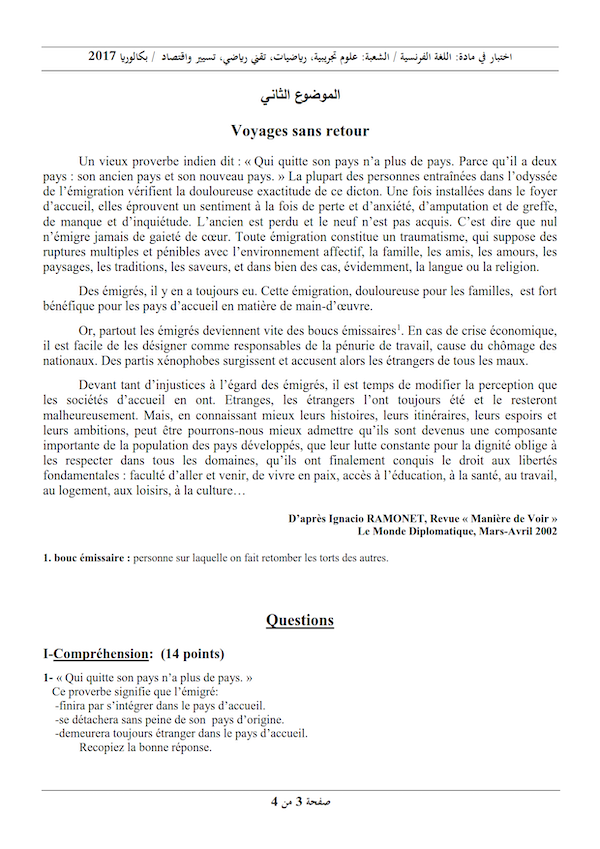 اختبار في مادة: اللغة الفرنسية / الشعبة: علوم تجريبية، رياضيات، تقني رياضي، تسيير واقتصاد / بكالوريا 2017
الموضوع الثاني
Voyages sans retour
Un vieux proverbe indien dit : « Qui quitte son pays n’a plus de pays. Parce qu’il a deux
pays : son ancien pays et son nouveau pays. » La plupart des personnes entraînées dans l’odyssée
de l’émigration vérifient la douloureuse exactitude de ce dicton. Une fois installées dans le foyer
d’accueil, elles éprouvent un sentiment à la fois de perte et d’anxiété, d’amputation et de greffe,
de manque et d’inquiétude. L’ancien est perdu et le neuf n’est pas acquis. C’est dire que nul
n’émigre jamais de gaieté de cœur. Toute émigration constitue un traumatisme, qui suppose des
ruptures multiples et pénibles avec l’environnement affectif, la famille, les amis, les amours, les
paysages, les traditions, les saveurs, et dans bien des cas, évidemment, la langue ou la religion.
Des émigrés, il y en a toujours eu. Cette émigration, douloureuse pour les familles, est fort
bénéfique pour les pays d’accueil en matière de main-d’œuvre.
Or, partout les émigrés deviennent vite des boucs émissaires¹. En cas de crise économique,
il est facile de les désigner comme responsables de la pénurie de travail, cause du chômage des
nationaux. Des partis xénophobes surgissent et accusent alors les étrangers de tous les maux.
Devant tant d’injustices à l’égard des émigrés, il est temps de modifier la perception que
les sociétés d’accueil en ont. Etranges, les étrangers l’ont toujours été et le resteront
malheureusement. Mais, en connaissant mieux leurs histoires, leurs itinéraires, leurs espoirs et
leurs ambitions, peut être pourrons-nous mieux admettre qu’ils sont devenus une composante
importante de la population des pays développés, que leur lutte constante pour la dignité oblige à
les respecter dans tous les domaines, qu’ils ont finalement conquis le droit aux libertés
fondamentales : faculté d’aller et venir, de vivre en paix, accès à l’éducation, à la santé, au travail,
au logement, aux loisirs, à la culture…
D’après Ignacio RAMONET, Revue « Manière de Voir »
Le Monde Diplomatique, Mars-Avril 2002
1. bouc émissaire : personne sur laquelle on fait retomber les torts des autres.
Questions
I-Compréhension: (14 points)
1- « Qui quitte son pays n’a plus de pays. »
Ce proverbe signifie que l’émigré:
-finira par s’intégrer dans le pays d’accueil.
-se détachera sans peine de son pays d’origine.
-demeurera toujours étranger dans le pays d’accueil.
Recopiez la bonne réponse.
صفحة 3 من 4